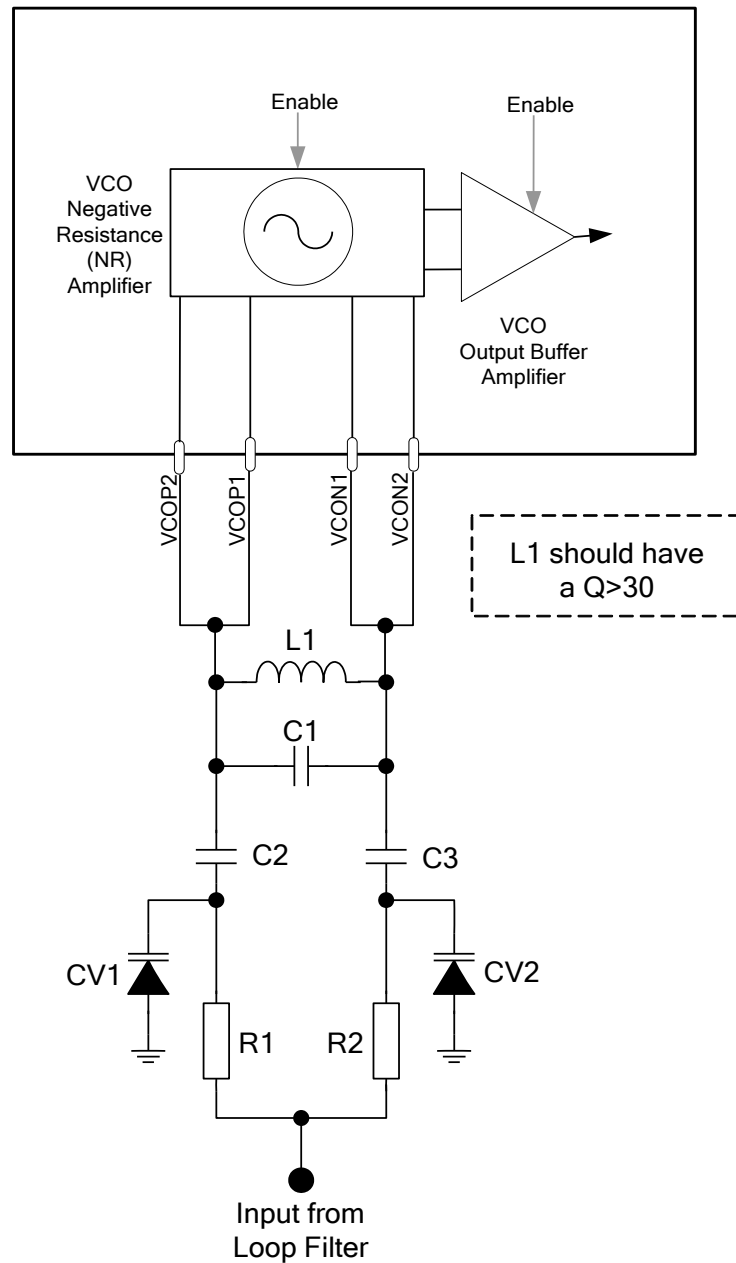 Enable
Enable
VCO
Negative
Resistance
(NR)
Amplifier
VCO
Output Buffer
Amplifier
VCOP2
VCOP1
VCON1
VCON2
L1 should have
a Q>30
L1
C1
C2
C3
CV1
CV2
R1
R2
Input from
Loop Filter